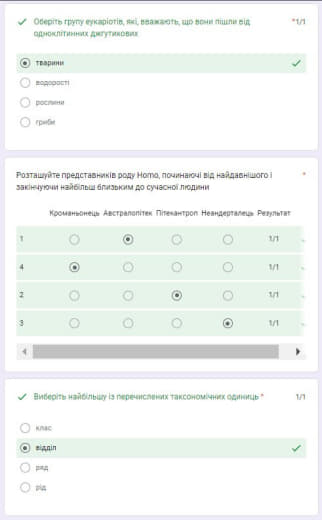 Оберіть групу еукаріотів, які, вважають, що вони пішли від *1/1
одноклітинних джгутикових
тварини
водорості
рослини
гриби
Розташуйте представників роду Homo, починаючі від найдавнішого і *
закінчуючи найбільш близьким до сучасної людини
Кроманьонець Австралопітек Пітекантроп Неандерталець Результат
1 1/1
4 1/1
2 1/1
3 1/1
Виберіть найбільшу із перечислених таксономічних одиниць * 1/1
клас
відділ
ряд
рід